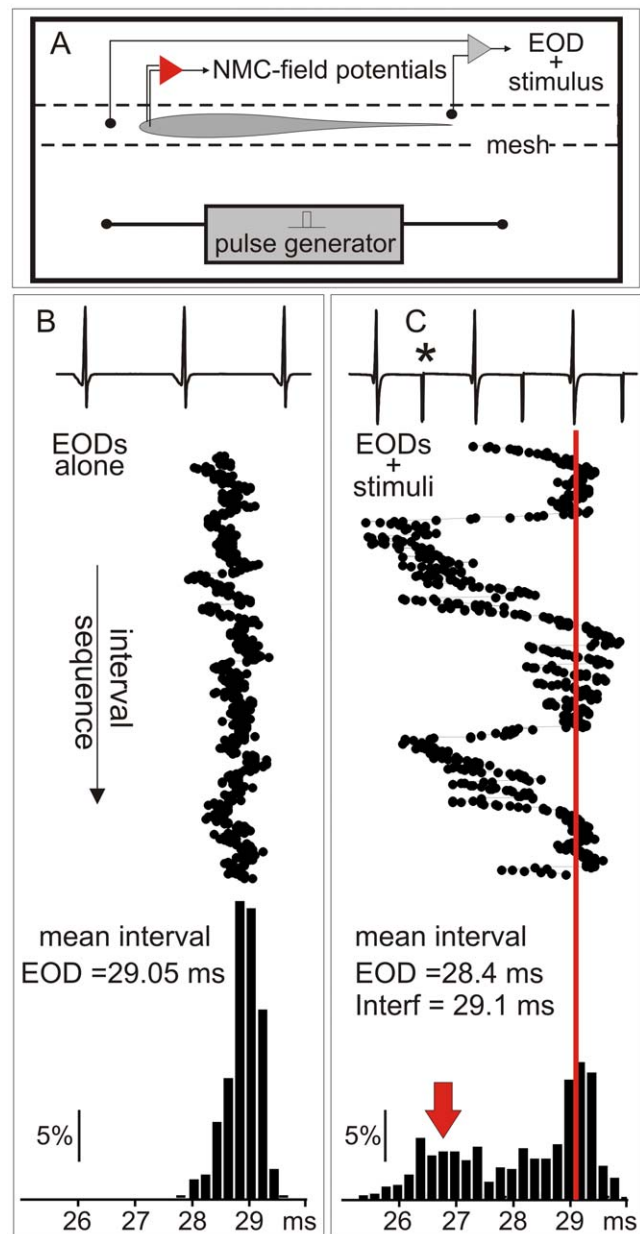 A
NMC-field potentials
EOD
+
stimulus
mesh
pulse generator
B
EODs
alone
interval
sequence
mean interval
EOD =29.05 ms
5%
26 27 28 29 ms
C
*
EODs
+
stimuli
mean interval
EOD =28.4 ms
Interf = 29.1 ms
5%
26 27 28 29 ms